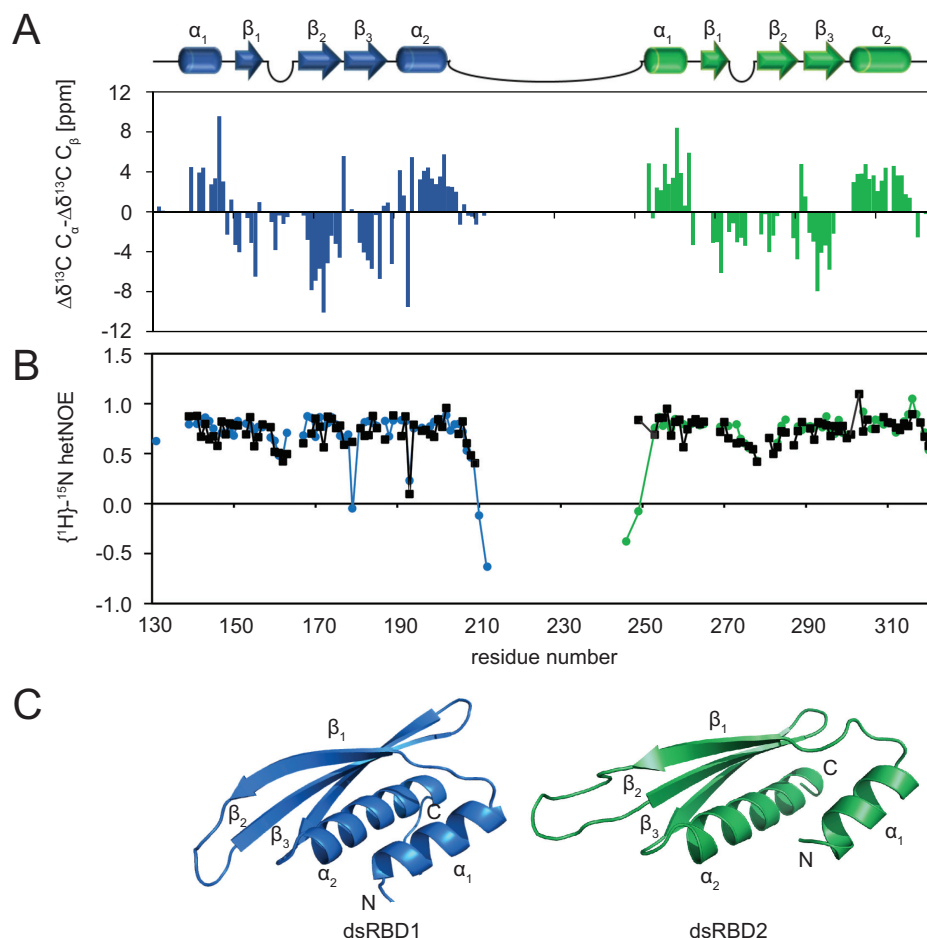 A
α₁ β₁ β₂ β₃ α₂ α₁ β₁ β₂ β₃ α₂
Δδ¹³C Cα-Δδ¹³C Cβ [ppm]
12
8
4
0
-4
-8
-12
B
{¹H}-¹⁵N hetNOE
1.5
1.0
0.5
0.0
-0.5
-1.0
130 150 170 190 210 230 250 270 290 310
residue number
C
β₁
β₂
β₃
α₂
C
α₁
N
dsRBD1
β₁
β₂
β₃
α₂
C
α₁
N
dsRBD2